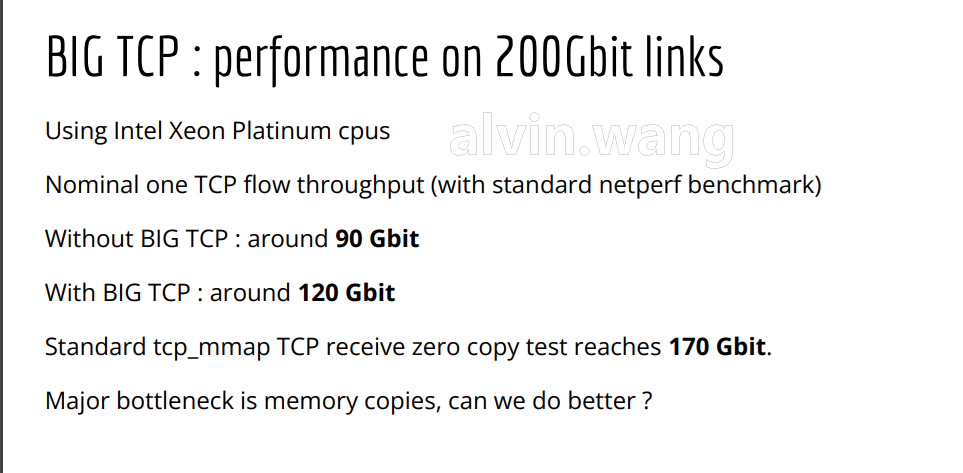 BIG TCP : performance on 200Gbit links
alvin.wang
Using Intel Xeon Platinum cpus
Nominal one TCP flow throughput (with standard netperf benchmark)
Without BIG TCP : around 90 Gbit
With BIG TCP : around 120 Gbit
Standard tcp_mmap TCP receive zero copy test reaches 170 Gbit.
Major bottleneck is memory copies, can we do better ?